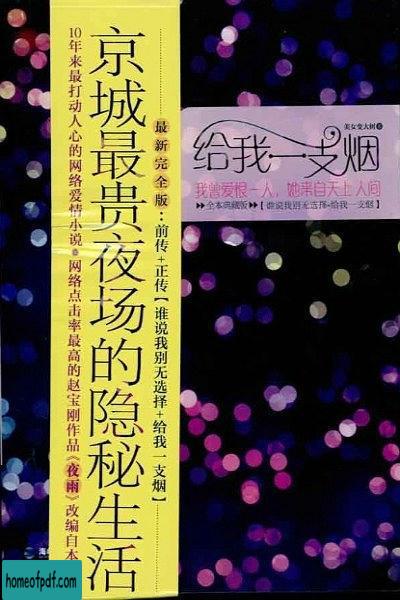 京城最贵夜场的隐秘生活
最新完全版：前传+正传【谁说我别无选择+给我一支烟】
10年来最打动人心的网络爱情小说●网络点击率最高的赵宝刚作品《夜雨》改编自本
美女变大树 著
给我一支烟
我曾爱恨一人，她来自天上人间
▶▶全本典藏版▶▶【谁说我别无选择+给我一支烟】
homeofpdf.com